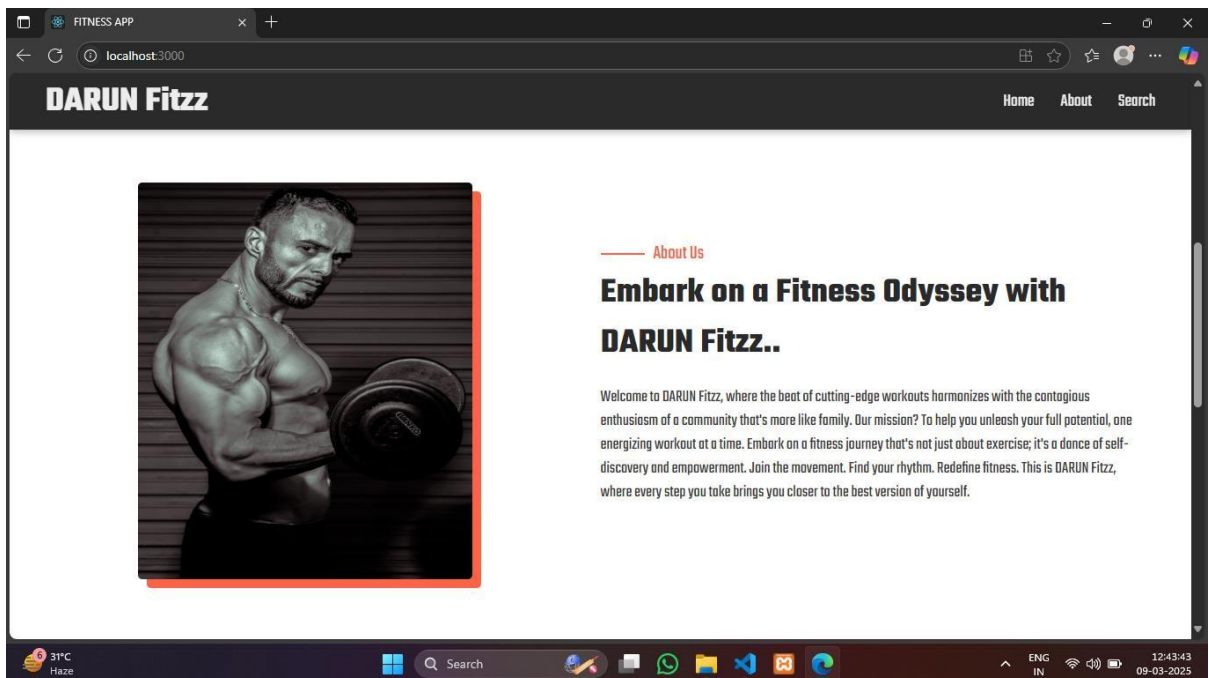 FITNESS APP
localhost:3000
DARUN Fitzz
Home About Search
About Us
Embark on a Fitness Odyssey with
DARUN Fitzz..
Welcome to DARUN Fitzz, where the beat of cutting-edge workouts harmonizes with the contagious
enthusiasm of a community that's more like family. Our mission? To help you unleash your full potential, one
energizing workout at a time. Embark on a fitness journey that's not just about exercise; it's a dance of self-
discovery and empowerment. Join the movement. Find your rhythm. Redefine fitness. This is DARUN Fitzz,
where every step you take brings you closer to the best version of yourself.
6
31°C
Haze
Search
ENG
IN
12:43:43
09-03-2025